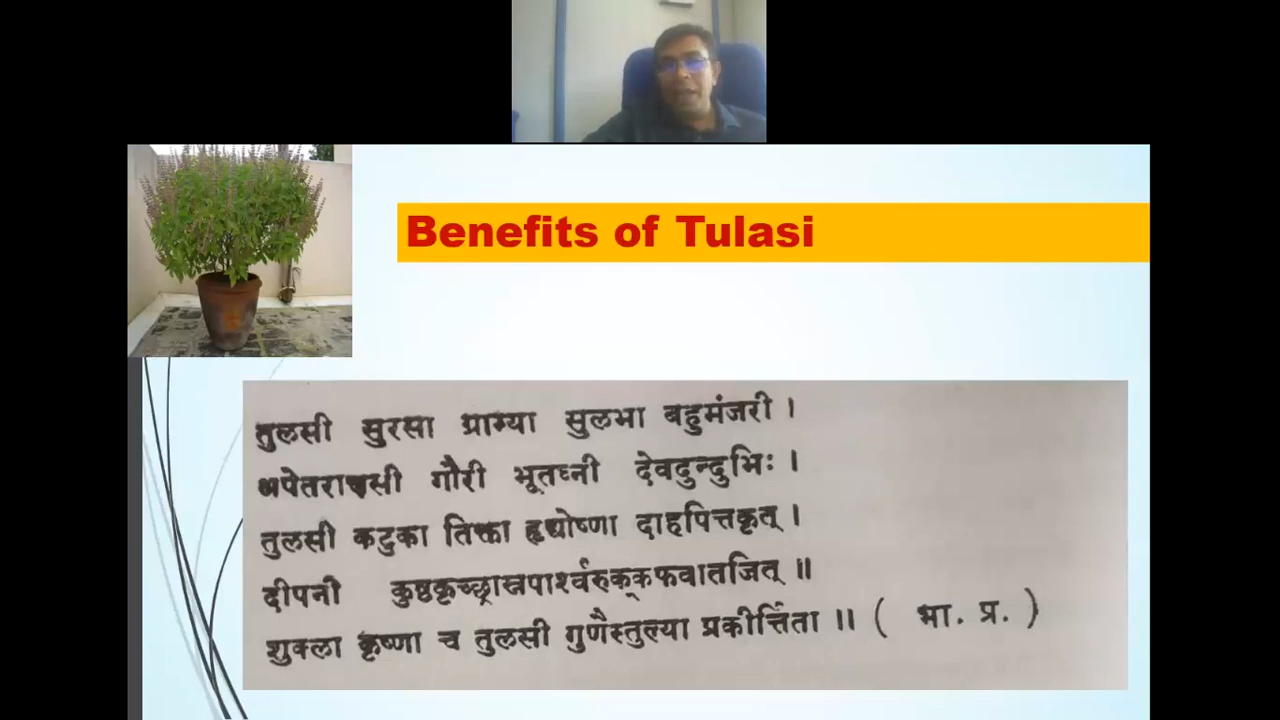 Benefits of Tulasi
तुलसी सुरसा ग्राम्या सुलभा बहुमंजरी ।
अपेतराक्षसी गौरी भूतघ्नी देवदुन्दुभिः ।
तुलसी कटुका तिक्ता हृद्योष्णा दाहपित्तकृत् ।
दीपनी कुष्ठकृच्छ्रास्रपार्श्वरुक्कफवातजित् ॥
शुक्ला कृष्णा च तुलसी गुणैस्तुल्या प्रकीर्त्तिता ॥ ( भा. प्र. )